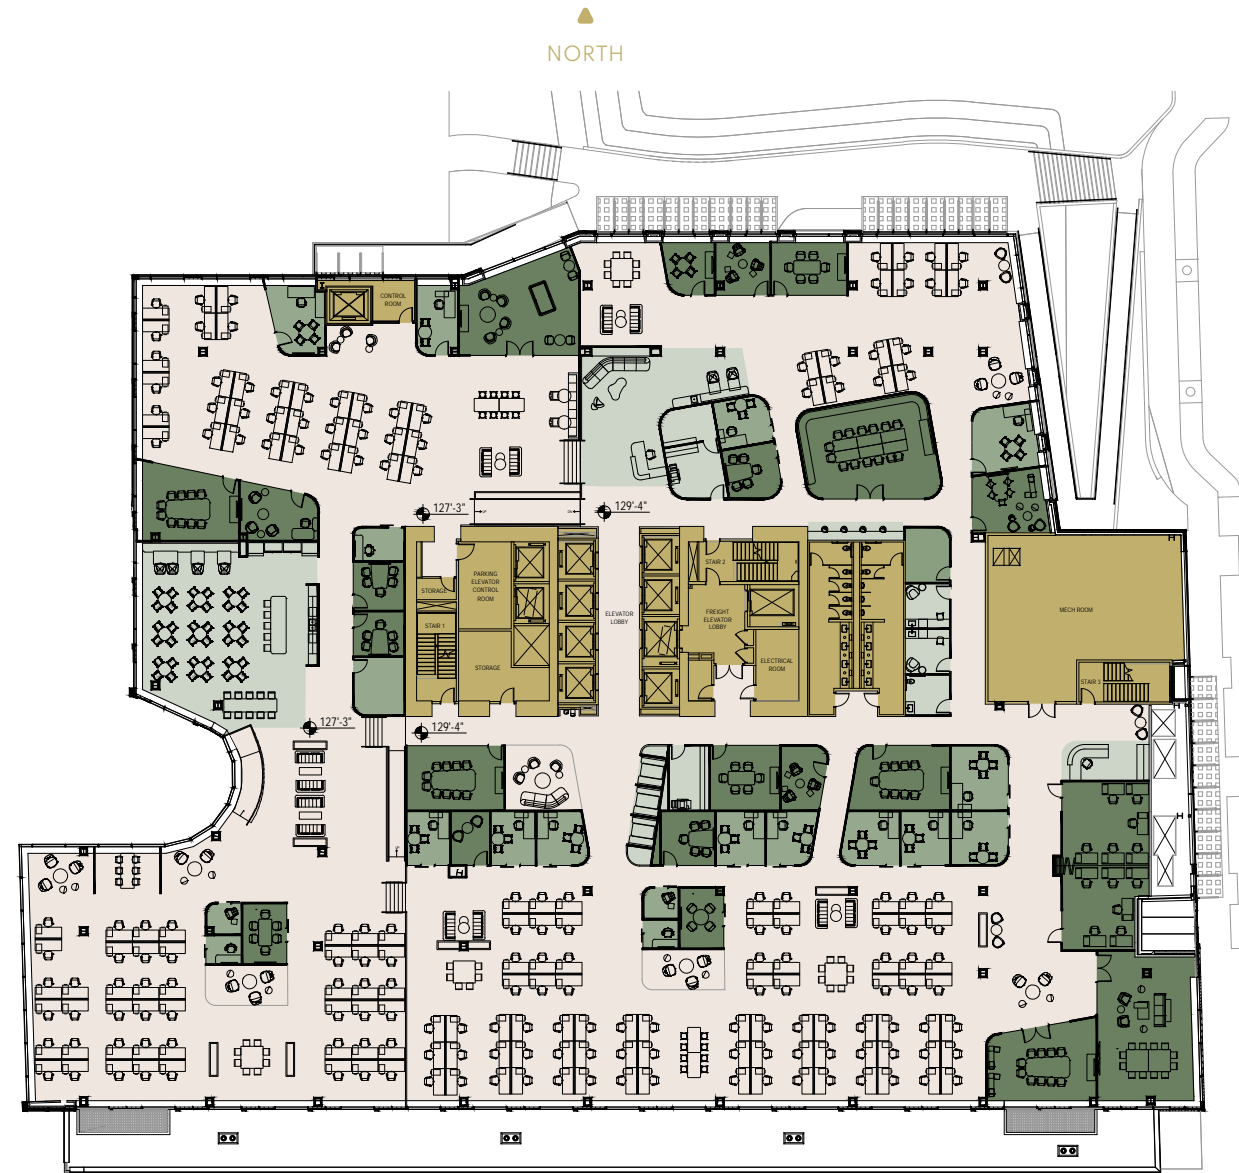 NORTH
CONTROL
ROOM
127'-3"
129'-4"
PARKING
ELEVATOR
CONTROL
ROOM
STORAGE
STAIR 1
STORAGE
ELEVATOR
LOBBY
STAIR 2
FREIGHT
ELEVATOR
LOBBY
ELECTRICAL
ROOM
MECH ROOM
STAIR 3
127'-3"
129'-4"